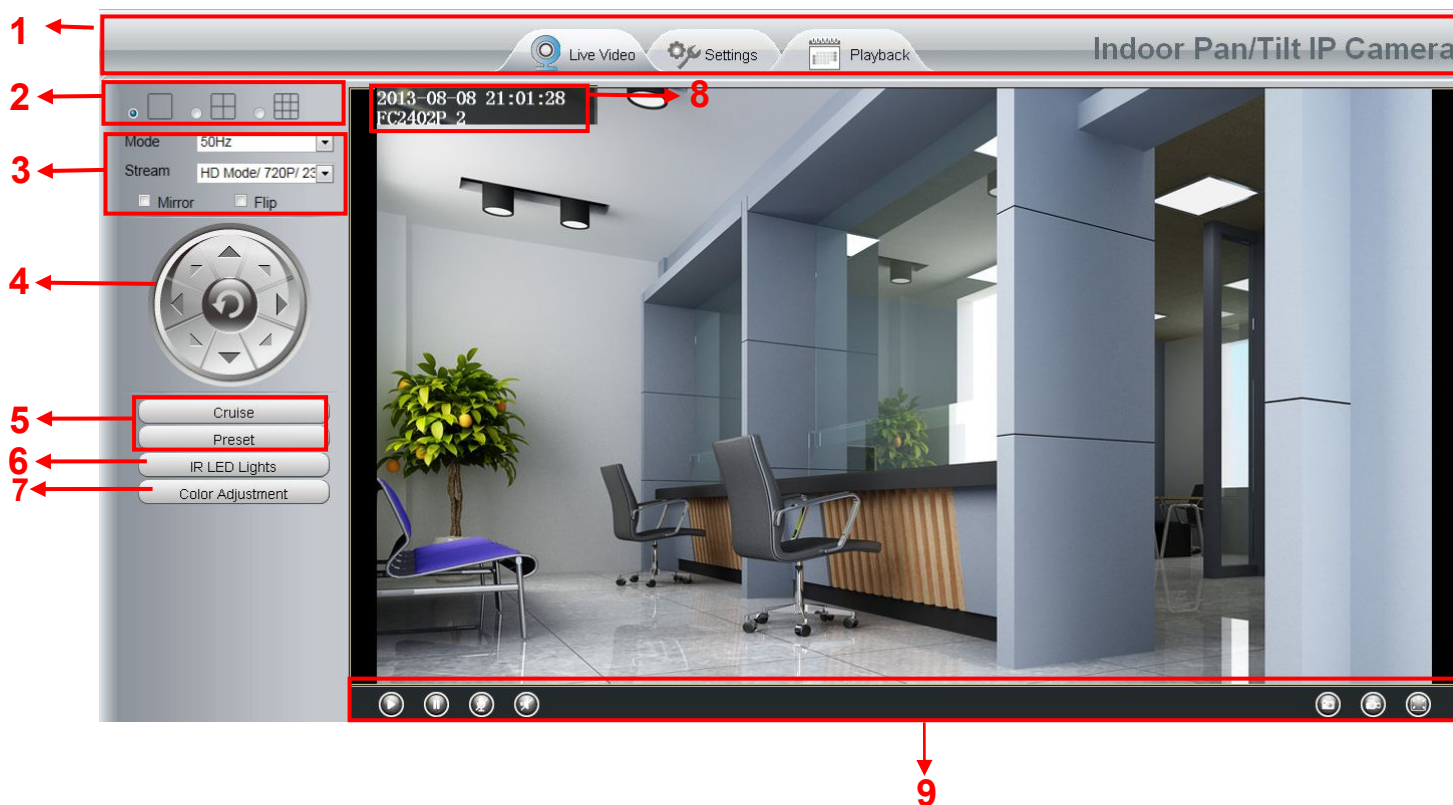 1
Live Video
Settings
Playback
Indoor Pan/Tilt IP Camera
2
8
2013-08-08 21:01:28
FC2402P 2
3
Mode 50Hz
Stream HD Mode/ 720P/ 23
Mirror Flip
4
5
Cruise
Preset
6
IR LED Lights
7
Color Adjustment
9